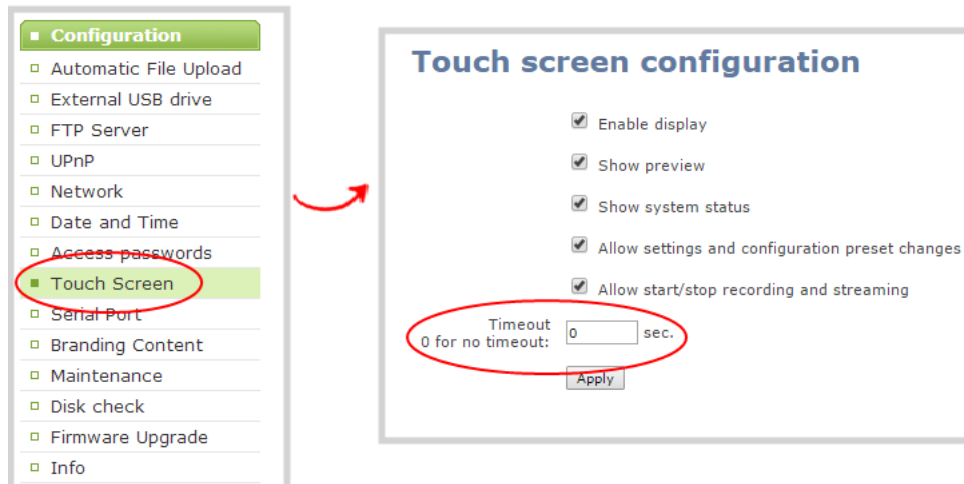 Configuration
Automatic File Upload
External USB drive
FTP Server
UPnP
Network
Date and Time
Access passwords
Touch Screen
Serial Port
Branding Content
Maintenance
Disk check
Firmware Upgrade
Info
Touch screen configuration
Enable display
Show preview
Show system status
Allow settings and configuration preset changes
Allow start/stop recording and streaming
Timeout
0 for no timeout: 0 sec.
Apply